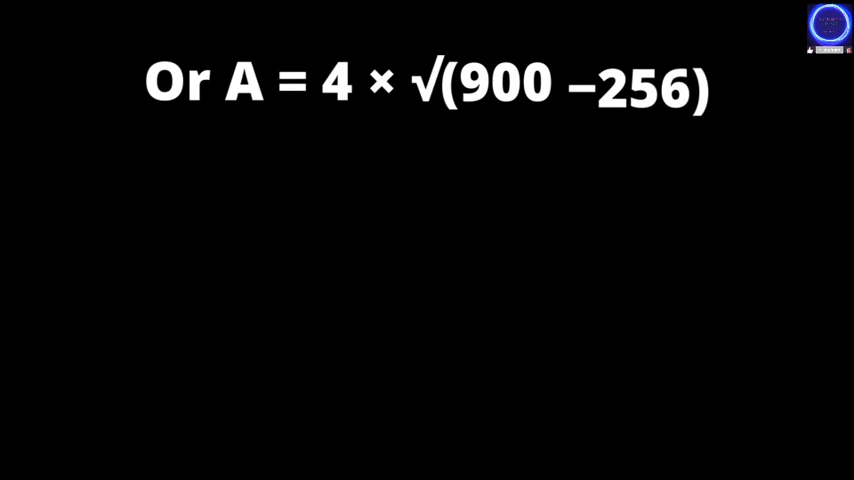 Or A = 4 × √(900 −256)